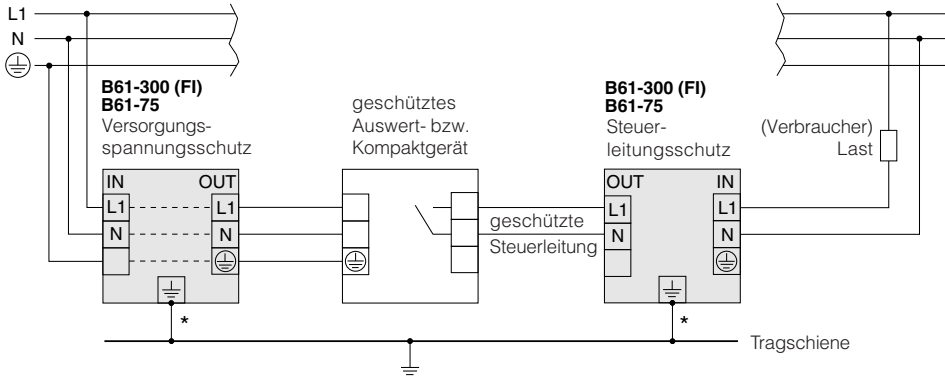 L1
N
B61-300 (FI)
B61-75
Versorgungs-
spannungsschutz
geschütztes
Auswert- bzw.
Kompaktgerät
B61-300 (FI)
B61-75
Steuer-
leitungsschutz
(Verbraucher)
Last
IN OUT
L1 L1
N N
*
geschützte
Steuerleitung
OUT IN
L1 L1
N N
*
Tragschiene